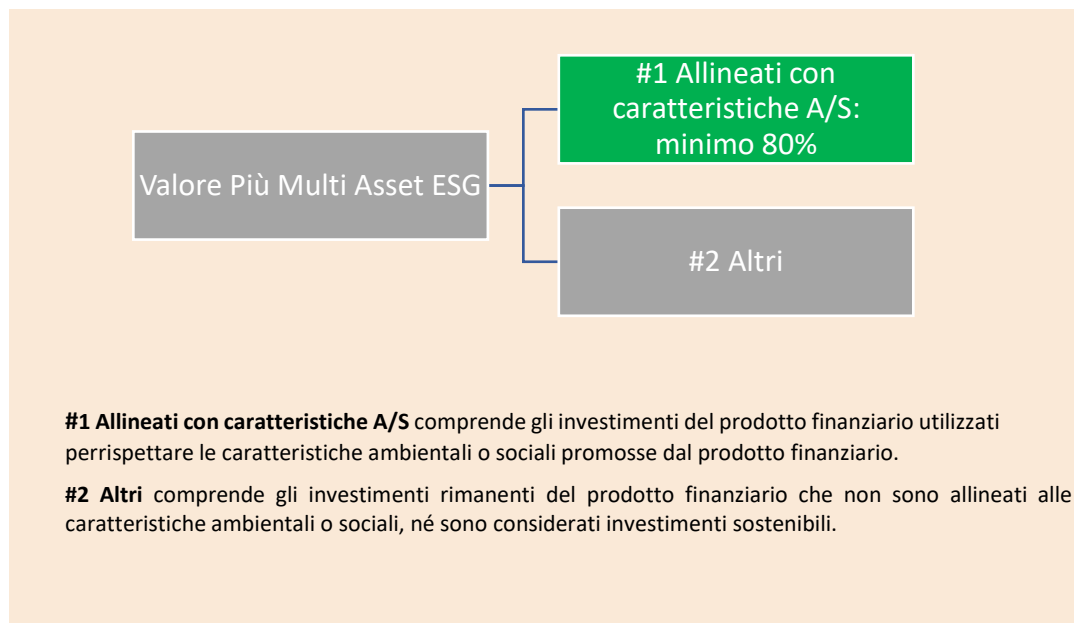 #1 Allineati con
caratteristiche A/S:
minimo 80%
Valore Più Multi Asset ESG
#2 Altri
#1 Allineati con caratteristiche A/S comprende gli investimenti del prodotto finanziario utilizzati
perrispettare le caratteristiche ambientali o sociali promosse dal prodotto finanziario.
#2 Altri comprende gli investimenti rimanenti del prodotto finanziario che non sono allineati alle
caratteristiche ambientali o sociali, né sono considerati investimenti sostenibili.